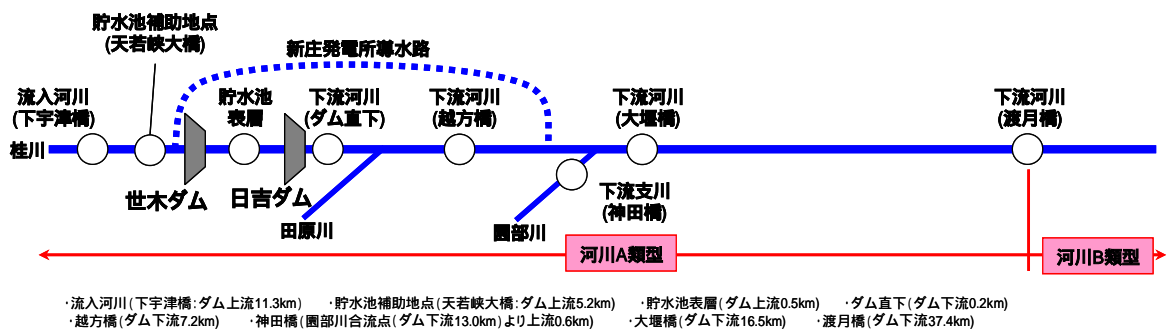 貯水池補助地点
(天若峡大橋)
新庄発電所導水路
流入河川
(下宇津橋)
貯水池
表層
下流河川
(ダム直下)
下流河川
(越方橋)
下流河川
(大堰橋)
下流河川
(渡月橋)
桂川
世木ダム
日吉ダム
田原川
園部川
下流支川
(神田橋)
河川A類型
河川B類型
・流入河川(下宇津橋:ダム上流11.3km) ・貯水池補助地点(天若峡大橋:ダム上流5.2km) ・貯水池表層(ダム上流0.5km) ・ダム直下(ダム下流0.2km)
・越方橋(ダム下流7.2km) ・神田橋(園部川合流点(ダム下流13.0km)より上流0.6km) ・大堰橋(ダム下流16.5km) ・渡月橋(ダム下流37.4km)